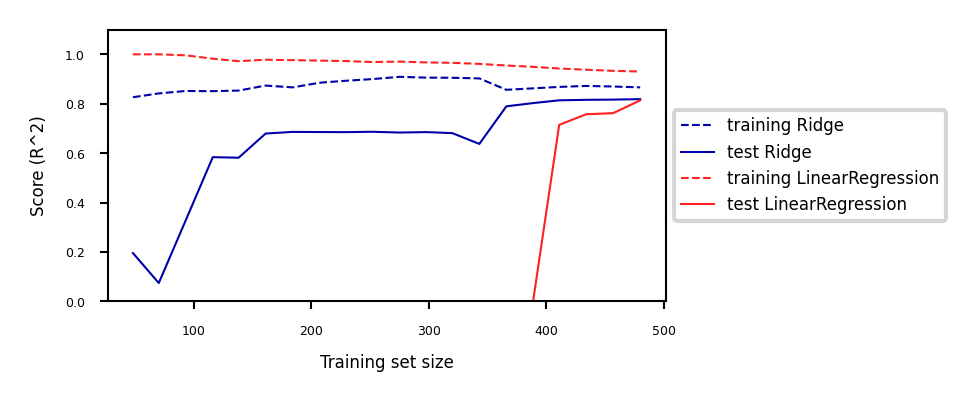 1.0
0.8
0.6
0.4
0.2
0.0
Score (R^2)
100 200 300 400 500
Training set size
training Ridge
test Ridge
training LinearRegression
test LinearRegression